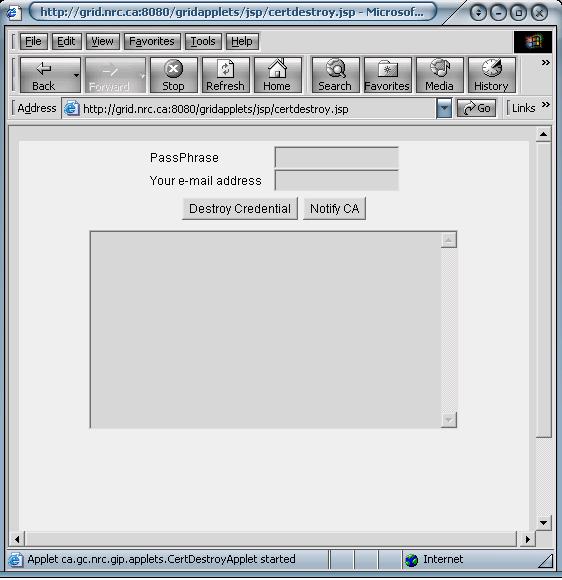 http://grid.nrc.ca:8080/gridapplets/jsp/certdestroy.jsp - Microsof...
File Edit View Favorites Tools Help
Back Forward Stop Refresh Home Search Favorites Media History
Address http://grid.nrc.ca:8080/gridapplets/jsp/certdestroy.jsp Go Links
PassPhrase
Your e-mail address
Destroy Credential Notify CA
Applet ca.gc.nrc.gip.applets.CertDestroyApplet started Internet